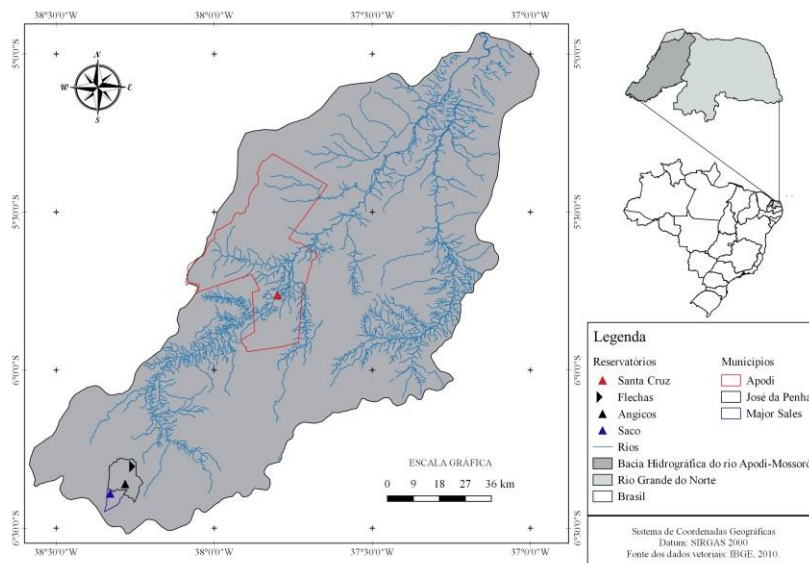 38°30'0"W 38°0'0"W 37°30'0"W 37°0'0"W
5°0'0"S
5°30'0"S
6°0'0"S
6°30'0"S
N
W E
S
5°0'0"S
5°30'0"S
6°0'0"S
6°30'0"S
ESCALA GRÁFICA
0 9 18 27 36 km
38°30'0"W 38°0'0"W 37°30'0"W 37°0'0"W
Legenda
Reservatórios Municípios
Santa Cruz Apodi
Flechas José da Penha
Angicos Major Sales
Saco
Rios
Bacia Hidrográfica do rio Apodi-Mossoró
Rio Grande do Norte
Brasil
Sistema de Coordenadas Geográficas
Datum: SIRGAS 2000
Fonte dos dados vetoriais: IBGE, 2010.